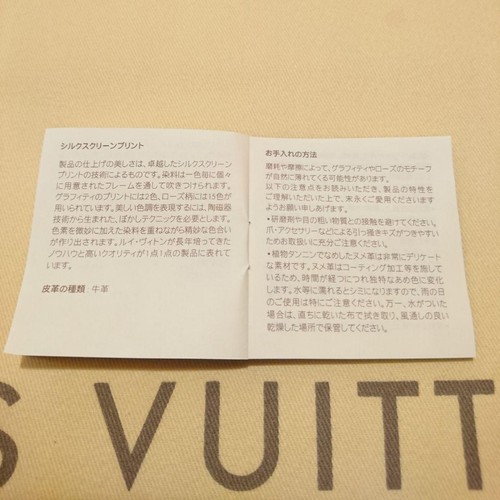 シルクスクリーンプリント
製品の仕上げの美しさは、卓越したシルクスクリーン
プリントの技術によるものです。染料は一色毎に個々
に用意されたフレームを通して吹きつけられます。
グラフィティのプリントには2色、ローズ柄には15色が
用いられています。美しい色調を表現するには、陶磁器
技術から生まれた、ぼかしテクニックを必要とします。
色素を微妙に加えた染料を重ねながら精妙な色合い
が作り出されます。ルイ・ヴィトンが長年培ってきた
ノウハウと高いクオリティが1点1点の製品に表れて
います。
皮革の種類 牛革
お手入れの方法
磨耗や摩擦によって、グラフィティやローズのモチーフ
が自然に薄れてくる可能性があります。
以下の注意点をお読みいただき、製品の特性を
ご理解いただいた上で、末永くご使用くださいます
ようお願い申しあげます。
・研磨剤や目の粗い物質との接触を避けてください。
ボ・アクセサリーなどによる引っ掻きキズがつきやすい
ためお取扱いに充分ご注意ください。
・植物タンニンでなめしたヌメ革は非常にデリケート
な素材です。ヌメ革はコーティング加工等を施して
いるため、時間が経つにつれ独特なあめ色に変化
します。水等に濡れるとシミになりますので、雨の日
のご使用は特にご注意ください。万一、水がついた
場合は、直ちに乾いた布で拭き取り、風通しの良い
乾燥した場所で保管してください。
S VUITT